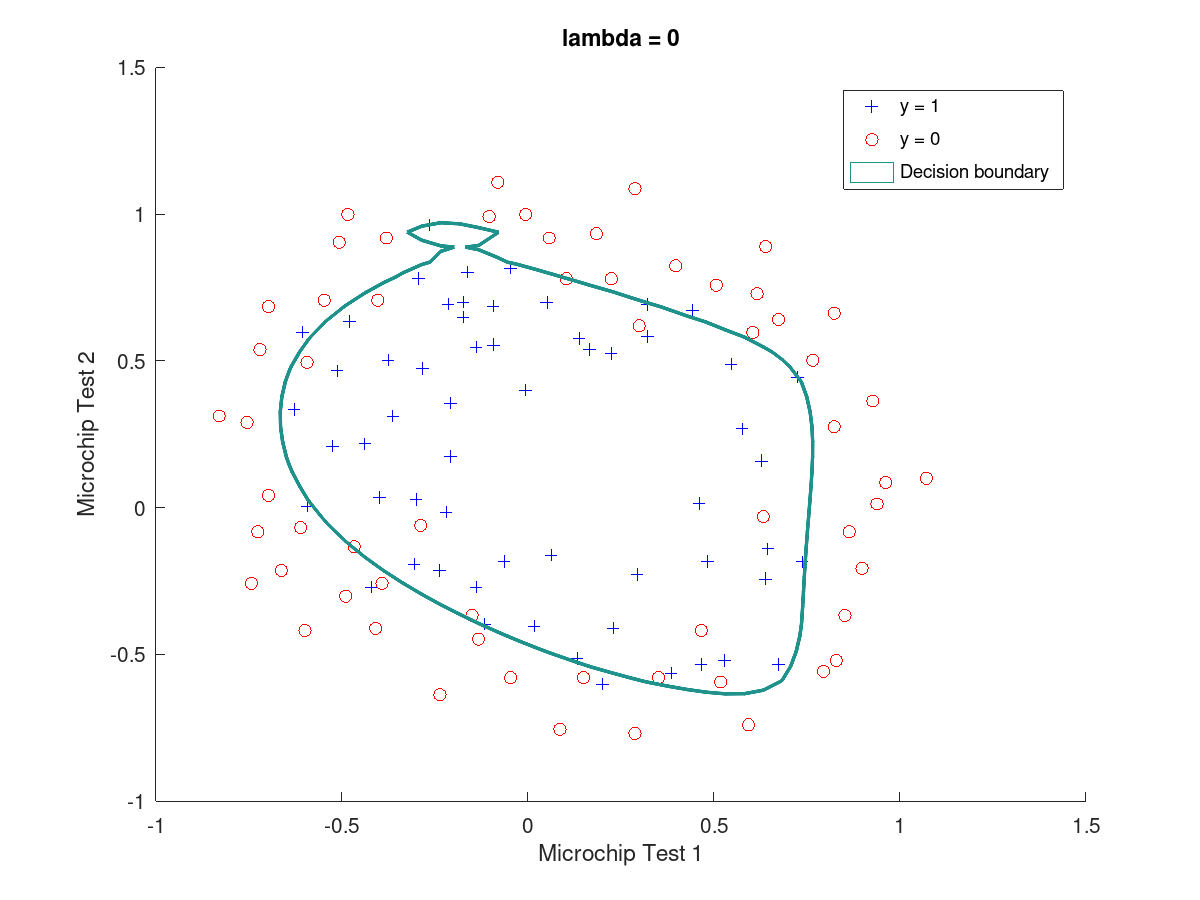 lambda = 0
1.5
y = 1
y = 0
Decision boundary
1
0.5
Microchip Test 2
0
-0.5
-1
-1
-0.5
0
0.5
1
1.5
Microchip Test 1